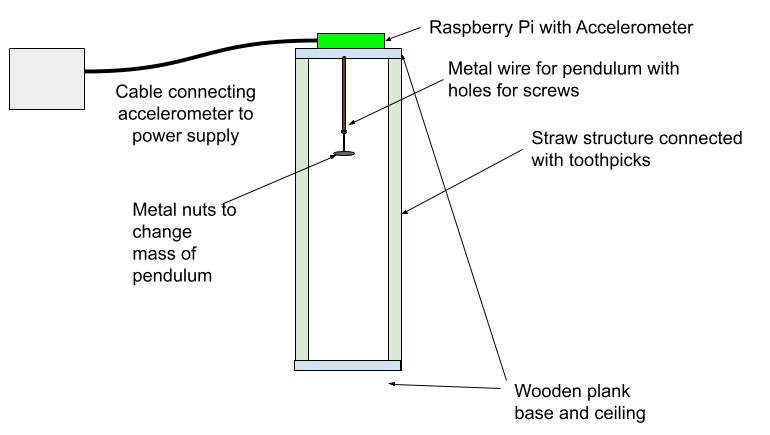 Raspberry Pi with Accelerometer
Metal wire for pendulum with
holes for screws
Cable connecting
accelerometer to
power supply
Straw structure connected
with toothpicks
Metal nuts to
change
mass of
pendulum
Wooden plank
base and ceiling